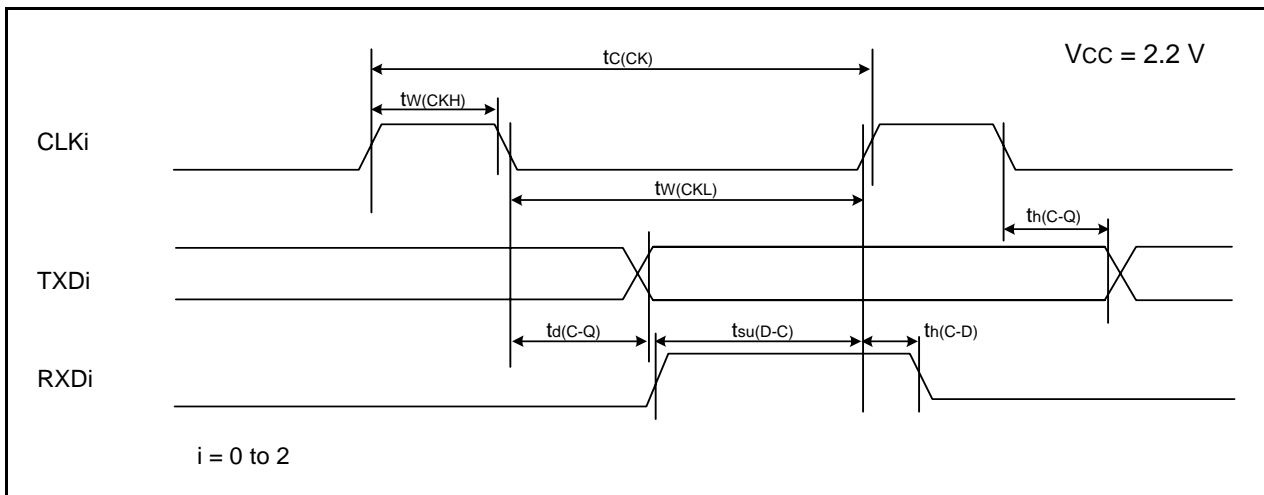 tC(CK)
VCC = 2.2 V
tW(CKH)
CLKi
tW(CKL)
th(C-Q)
TXDi
td(C-Q)
tsu(D-C)
th(C-D)
RXDi
i = 0 to 2